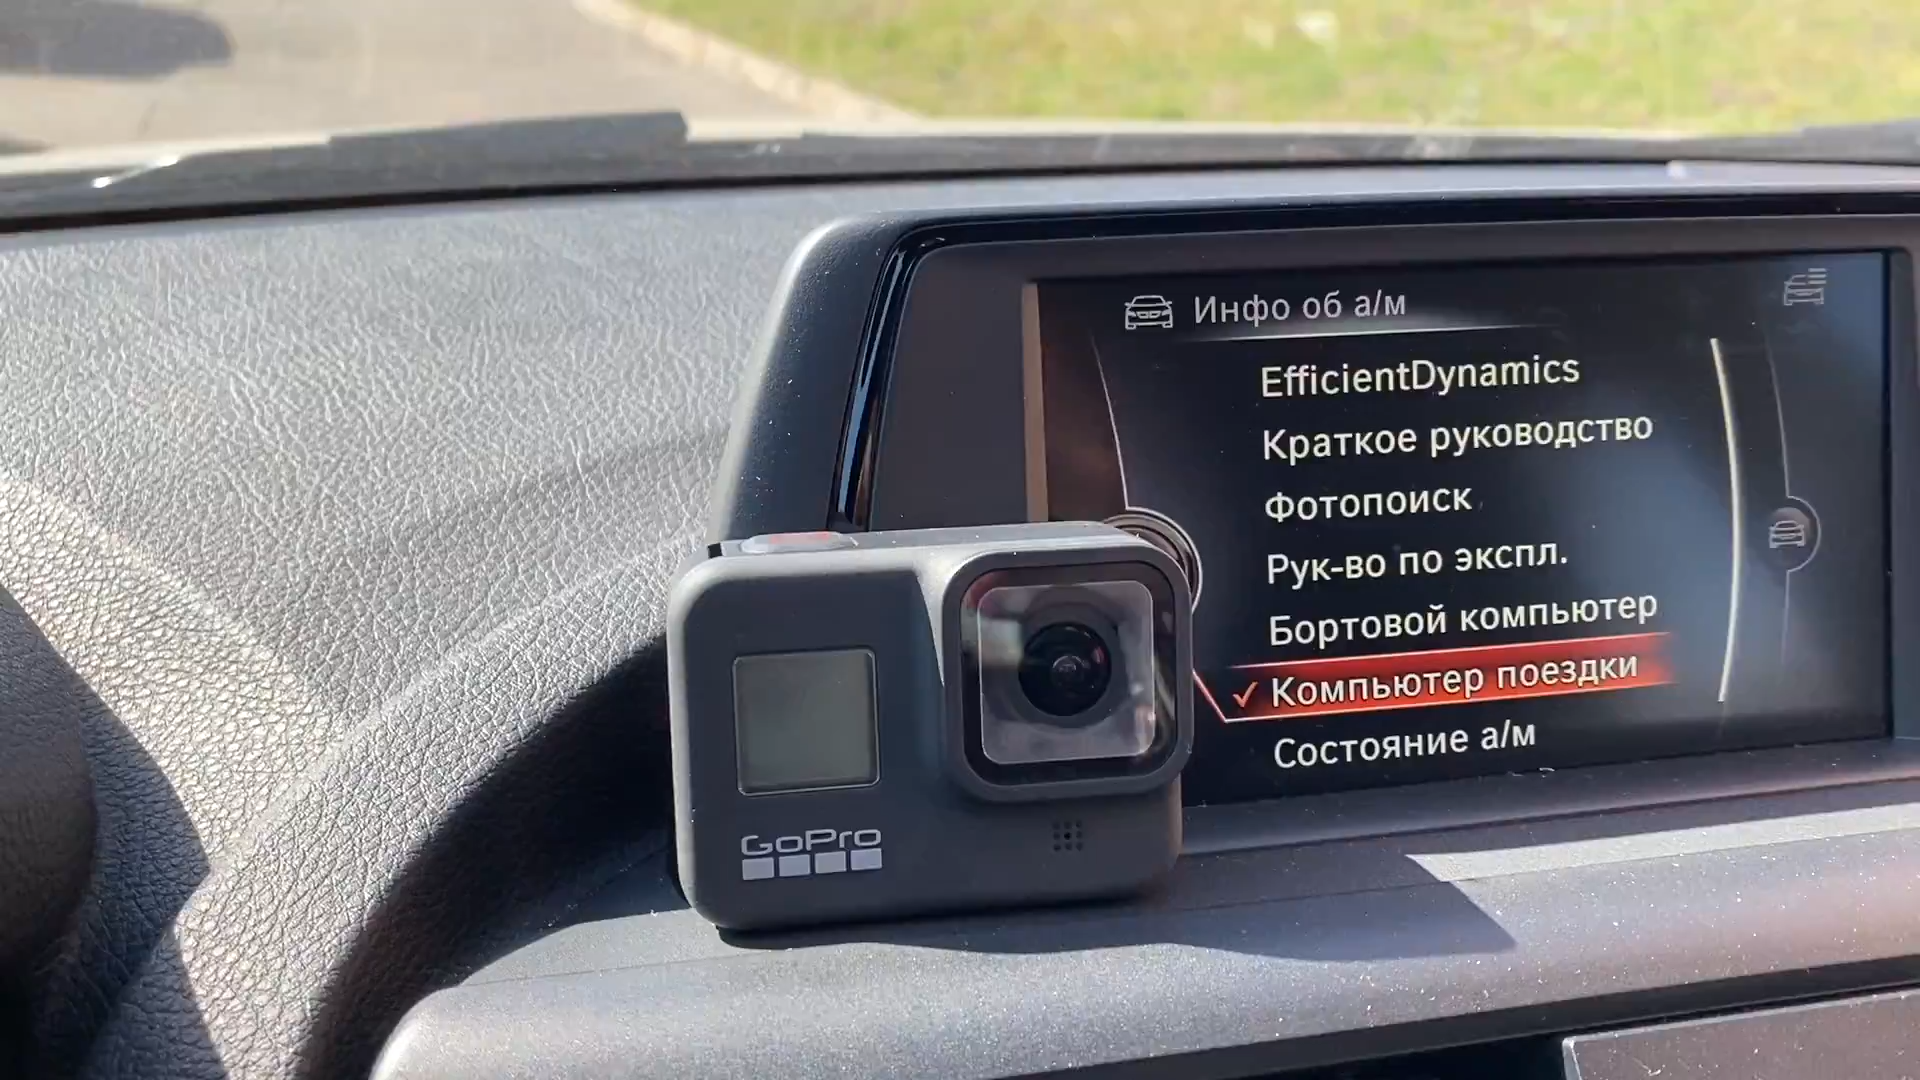 Инфо об а/м
EfficientDynamics
Краткое руководство
Фотопоиск
Рук-во по экспл.
Бортовой компьютер
✓ Компьютер поездки
Состояние а/м
GoPro